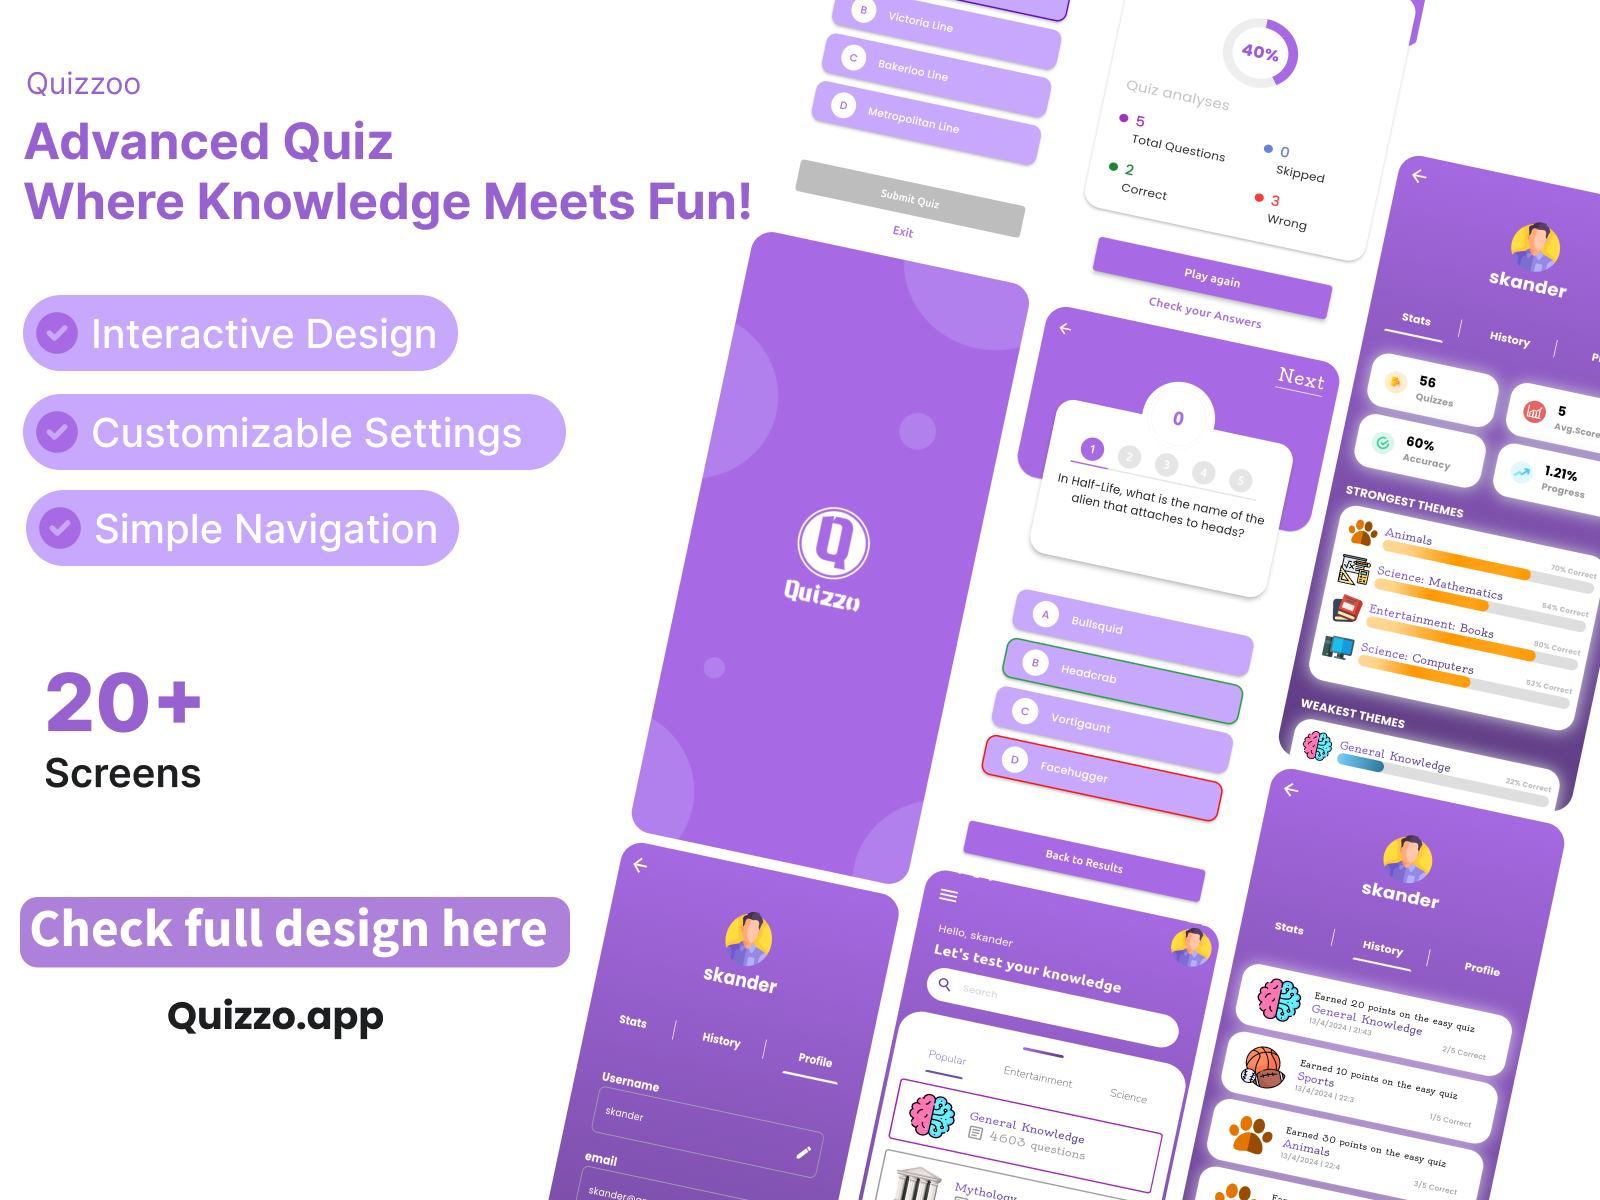 Quizzoo
Advanced Quiz
Where Knowledge Meets Fun!
Interactive Design
Customizable Settings
Simple Navigation
20+
Screens
Check full design here
Quizzo.app
B
Victoria Line
C
Bakerloo Line
D
Metropolitan Line
Submit Quiz
Exit
Quizzo
skander
Stats
History
Profile
Username
skander
email
40%
Quiz analyses
5
Total Questions
0
Skipped
2
Correct
3
Wrong
Play again
Check your Answers
Next
0
1 2 3 4 5
In Half-Life, what is the name of the
alien that attaches to heads?
A
Bullsquid
B
Headcrab
C
Vortigaunt
D
Facehugger
Back to Results
Hello, skander
Let's test your knowledge
Search
Popular
Entertainment
Science
General Knowledge
4603 questions
Mythology
skander
Stats
History
56
Quizzes
5
Avg.Score
60%
Accuracy
1.21%
Progress
STRONGEST THEMES
Animals
70% Correct
Science: Mathematics
54% Correct
Entertainment: Books
80% Correct
Science: Computers
53% Correct
WEAKEST THEMES
General Knowledge
22% Correct
skander
Stats
History
Profile
Earned 20 points on the easy quiz
General Knowledge
13/4/2024 | 21:43
2/5 Correct
Earned 10 points on the easy quiz
Sports
13/4/2024 | 22:3
1/5 Correct
Earned 30 points on the easy quiz
Animals
13/4/2024 | 22:4
3/5 Correct